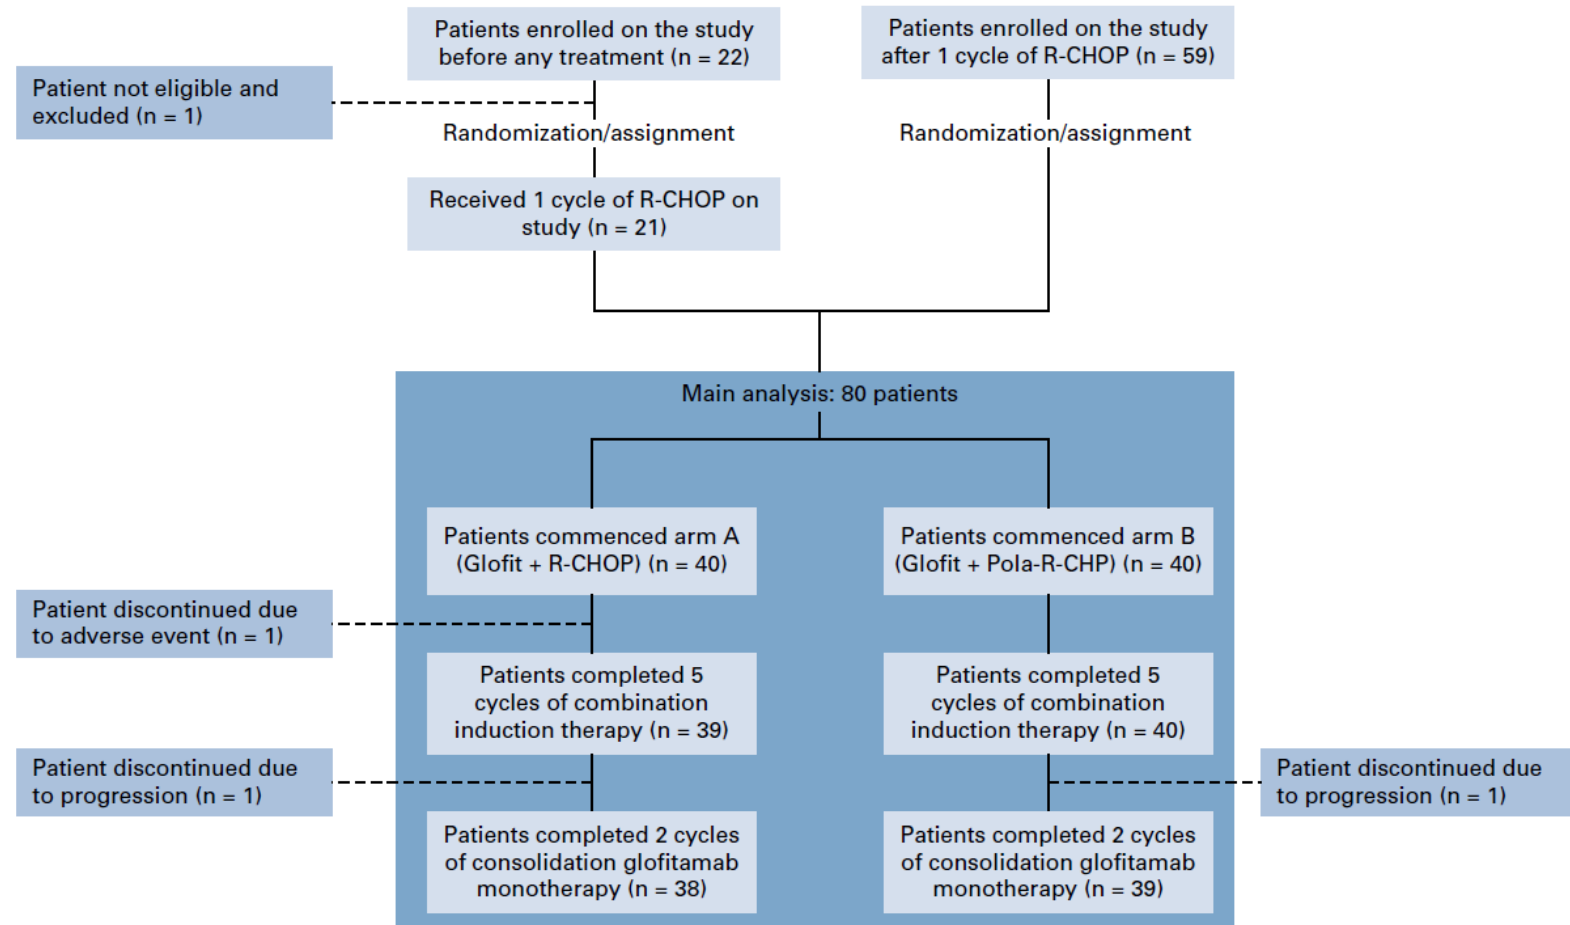 Patients enrolled on the study
before any treatment (n = 22)
Patients enrolled on the study
after 1 cycle of R-CHOP (n = 59)
Patient not eligible and
excluded (n = 1)
Randomization/assignment
Randomization/assignment
Received 1 cycle of R-CHOP on
study (n = 21)
Main analysis: 80 patients
Patients commenced arm A
(Glofit + R-CHOP) (n = 40)
Patients commenced arm B
(Glofit + Pola-R-CHP) (n = 40)
Patient discontinued due
to adverse event (n = 1)
Patients completed 5
cycles of combination
induction therapy (n = 39)
Patients completed 5
cycles of combination
induction therapy (n = 40)
Patient discontinued due
to progression (n = 1)
Patient discontinued due
to progression (n = 1)
Patients completed 2 cycles
of consolidation glofitamab
monotherapy (n = 38)
Patients completed 2 cycles
of consolidation glofitamab
monotherapy (n = 39)